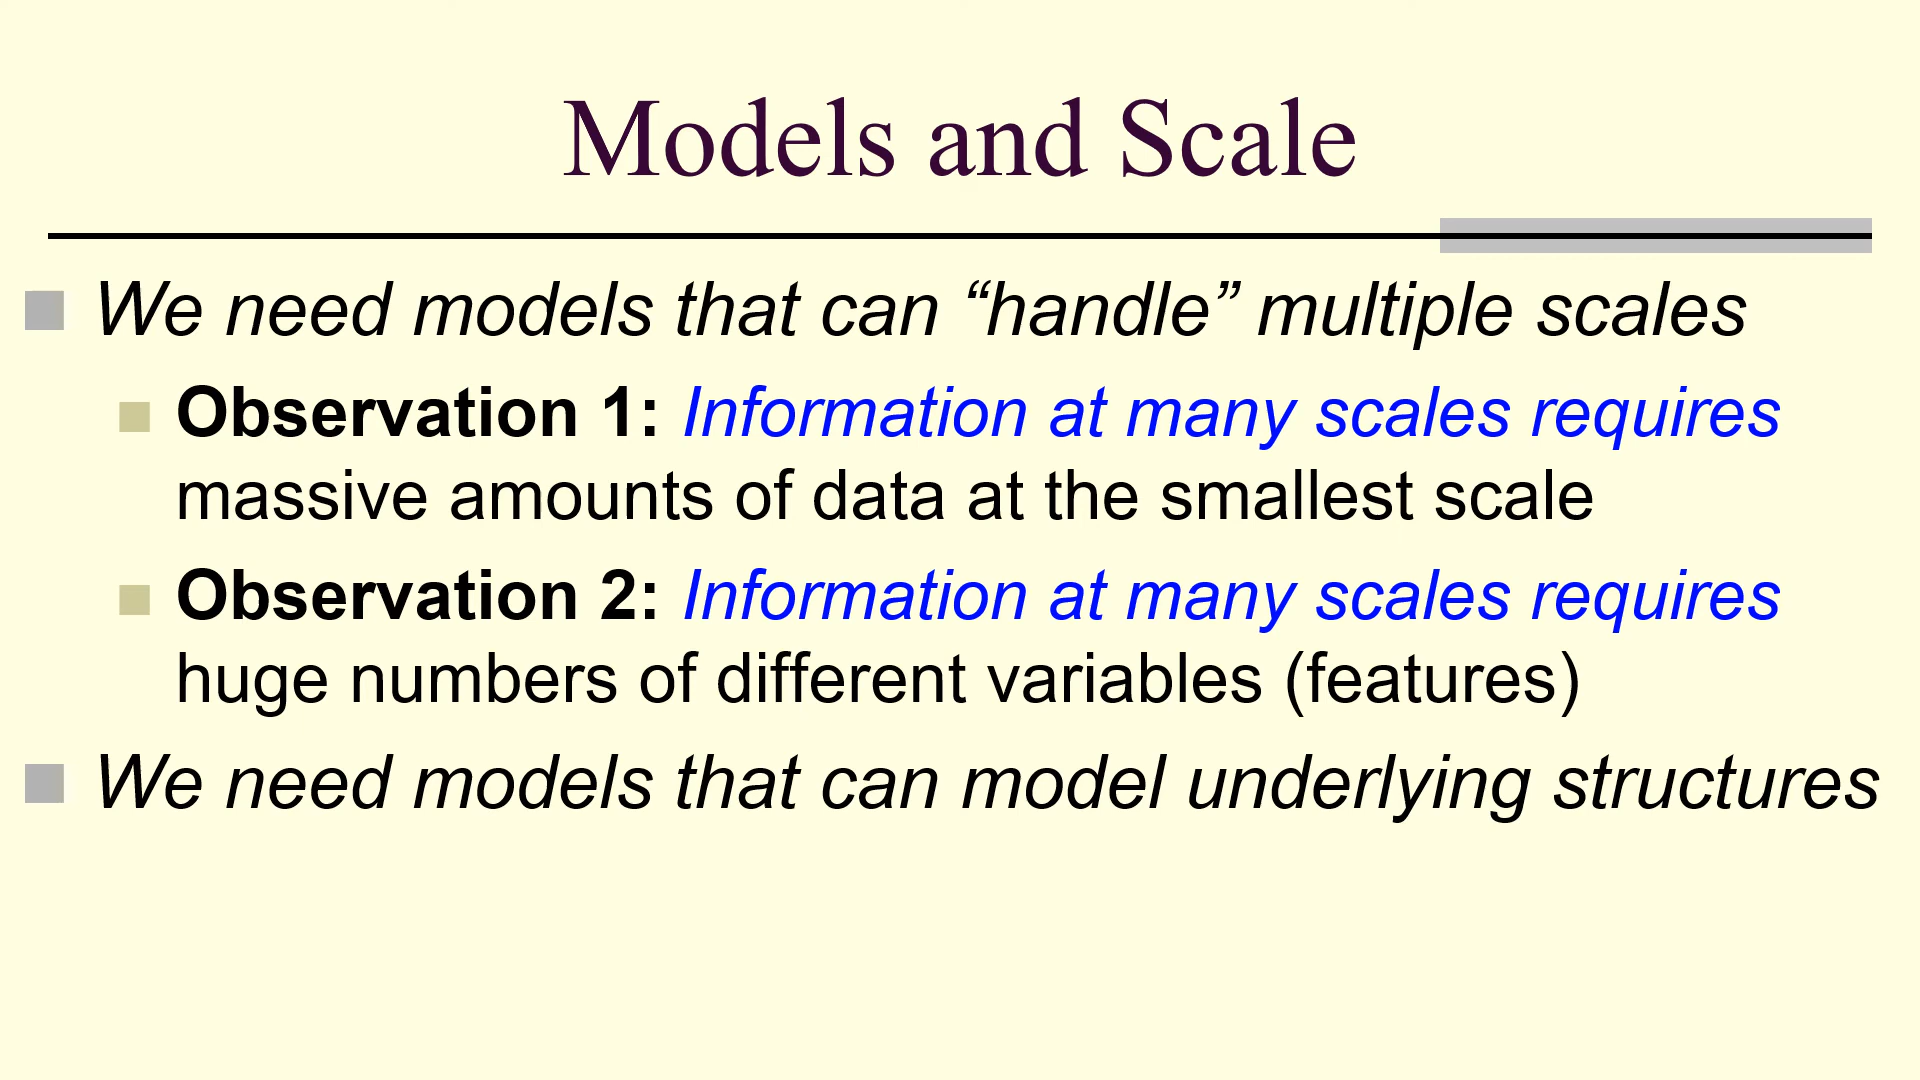 Models and Scale
We need models that can “handle” multiple scales
Observation 1: Information at many scales requires
massive amounts of data at the smallest scale
Observation 2: Information at many scales requires
huge numbers of different variables (features)
We need models that can model underlying structures